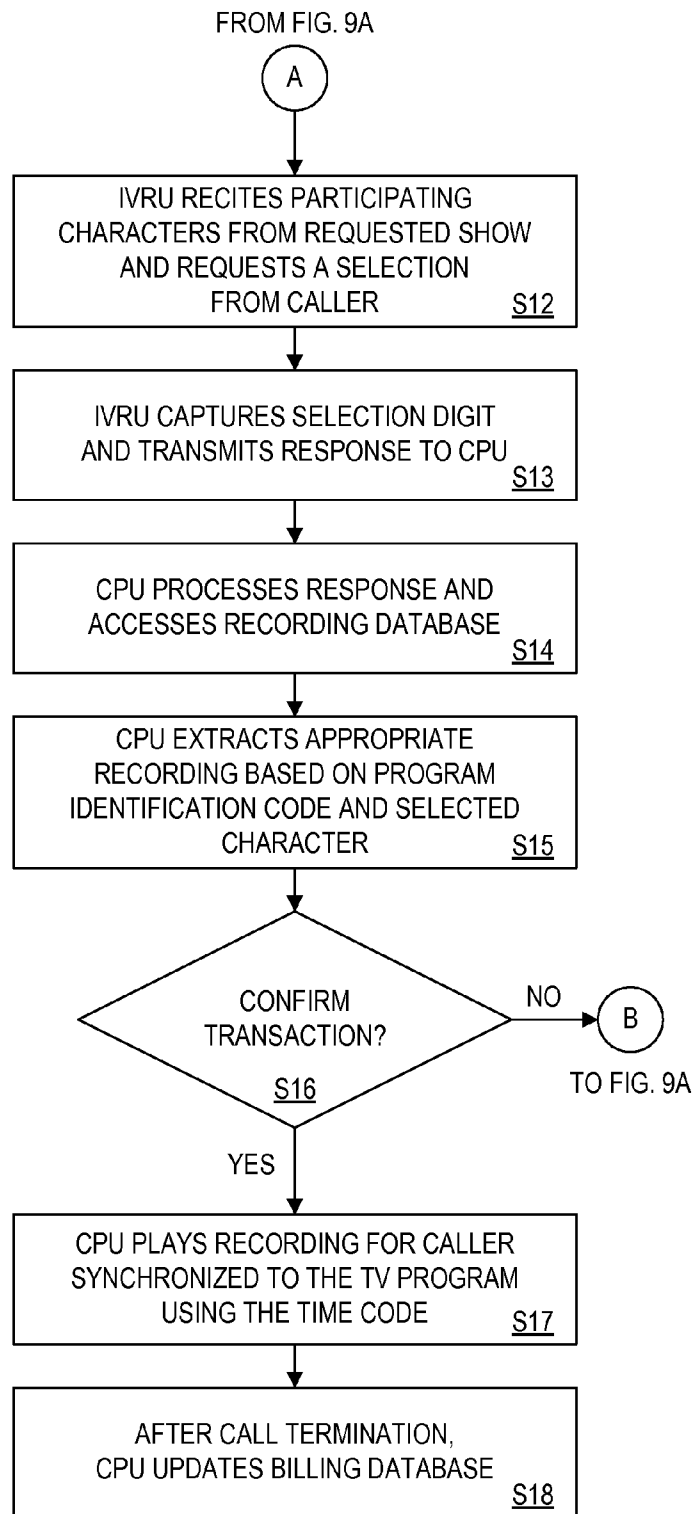 FROM FIG. 9A
A
IVRU RECITES PARTICIPATING
CHARACTERS FROM REQUESTED SHOW
AND REQUESTS A SELECTION
FROM CALLER
S12
IVRU CAPTURES SELECTION DIGIT
AND TRANSMITS RESPONSE TO CPU
S13
CPU PROCESSES RESPONSE AND
ACCESSES RECORDING DATABASE
S14
CPU EXTRACTS APPROPRIATE
RECORDING BASED ON PROGRAM
IDENTIFICATION CODE AND SELECTED
CHARACTER
S15
CONFIRM
TRANSACTION?
S16
NO
B
TO FIG. 9A
YES
CPU PLAYS RECORDING FOR CALLER
SYNCHRONIZED TO THE TV PROGRAM
USING THE TIME CODE
S17
AFTER CALL TERMINATION,
CPU UPDATES BILLING DATABASE
S18